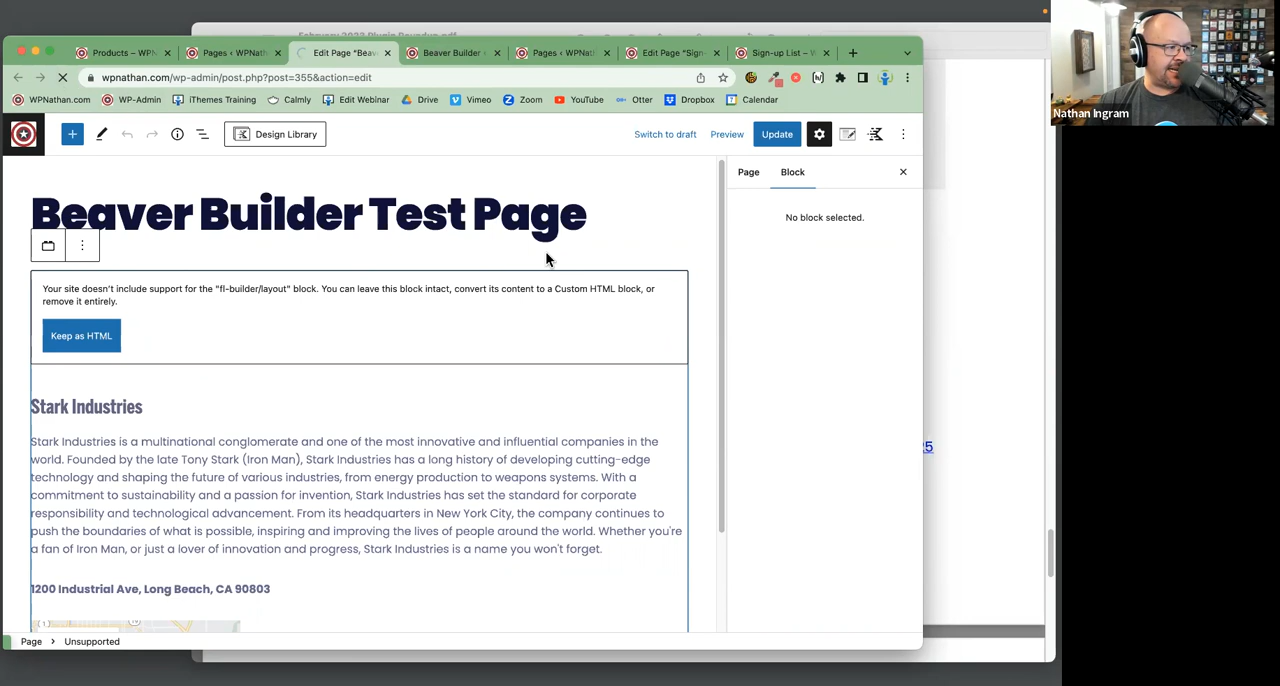 February 2023 Plugin Roundup.pdf
Products – WPN
Pages ‹ WPNath
Edit Page “Beav
Beaver Builder
Pages ‹ WPNatl
Edit Page “Sign-
Sign-up List – W
wpnathan.com/wp-admin/post.php?post=355&action=edit
WPNathan.com WP-Admin iThemes Training Calmly Edit Webinar Drive Vimeo Zoom YouTube Otter Dropbox Calendar
Nathan Ingram
Design Library Switch to draft Preview Update
Page Block
No block selected.
Beaver Builder Test Page
Your site doesn't include support for the "fl-builder/layout" block. You can leave this block intact, convert its content to a Custom HTML block, or
remove it entirely.
Keep as HTML
Stark Industries
Stark Industries is a multinational conglomerate and one of the most innovative and influential companies in the
world. Founded by the late Tony Stark (Iron Man), Stark Industries has a long history of developing cutting-edge
technology and shaping the future of various industries, from energy production to weapons systems. With a
commitment to sustainability and a passion for invention, Stark Industries has set the standard for corporate
responsibility and technological advancement. From its headquarters in New York City, the company continues to
push the boundaries of what is possible, inspiring and improving the lives of people around the world. Whether you're
a fan of Iron Man, or just a lover of innovation and progress, Stark Industries is a name you won't forget.
5
1200 Industrial Ave, Long Beach, CA 90803
Page > Unsupported